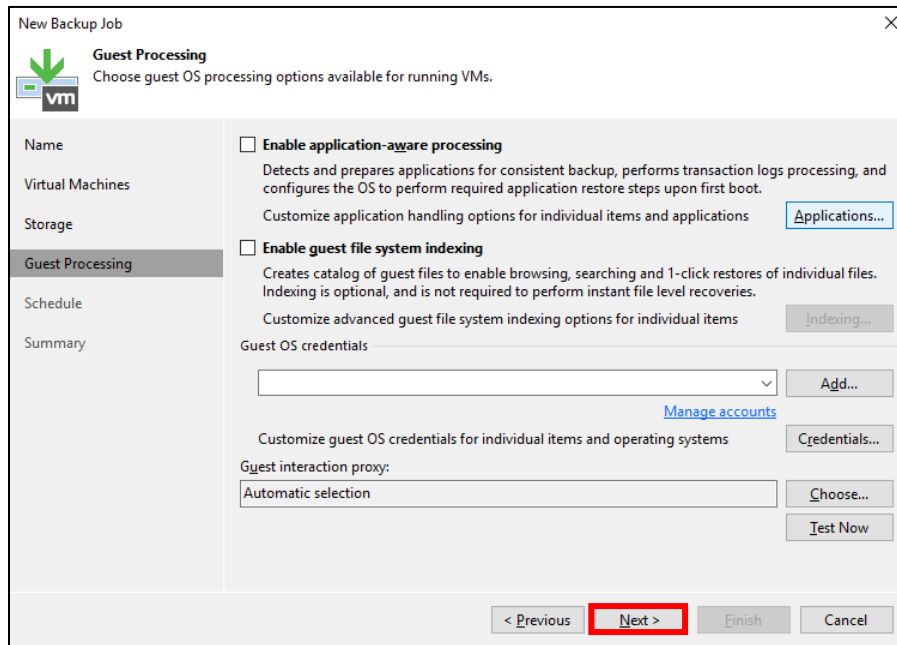 New Backup Job
Guest Processing
Choose guest OS processing options available for running VMs.
vm
Name
Virtual Machines
Storage
Guest Processing
Schedule
Summary
Enable application-aware processing
Detects and prepares applications for consistent backup, performs transaction logs processing, and
configures the OS to perform required application restore steps upon first boot.
Customize application handling options for individual items and applications
Applications...
Enable guest file system indexing
Creates catalog of guest files to enable browsing, searching and 1-click restores of individual files.
Indexing is optional, and is not required to perform instant file level recoveries.
Customize advanced guest file system indexing options for individual items
Indexing...
Guest OS credentials
Add...
Manage accounts
Customize guest OS credentials for individual items and operating systems
Credentials...
Guest interaction proxy:
Automatic selection
Choose...
Test Now
< Previous
Next >
Finish
Cancel